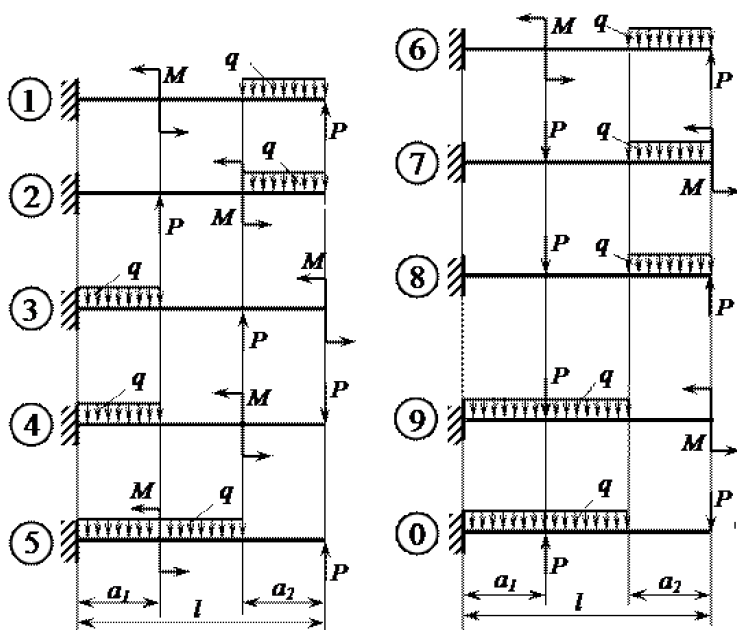 1 M q P
2 P M q
3 q P M
4 q M P
5 M q P
a₁ a₂
l
6 M q P
7 P q M
8 P q P
9 P q M
0 P q P
a₁ a₂
l